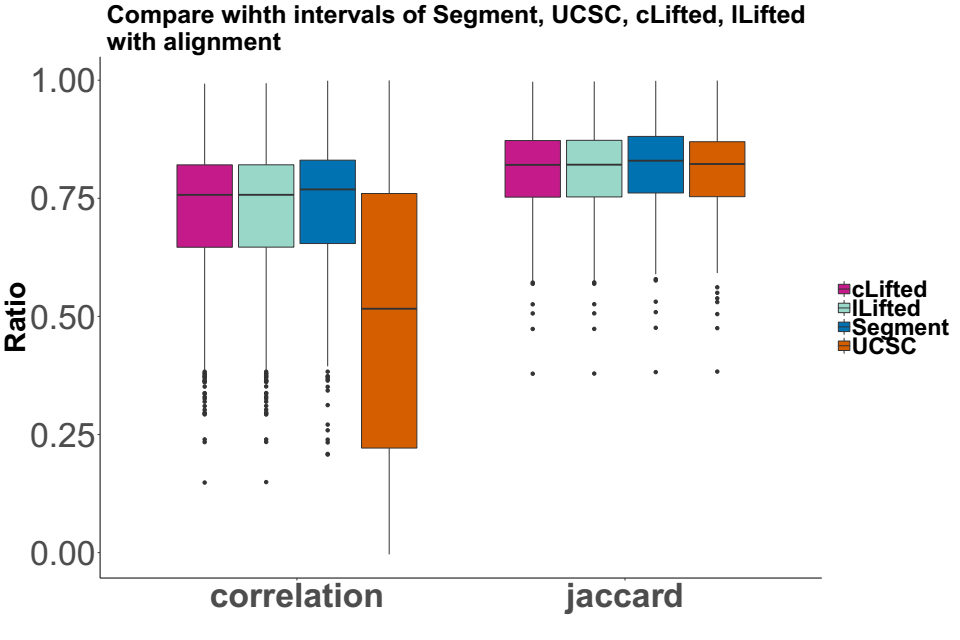 Compare wihth intervals of Segment, UCSC, cLifted, lLifted
with alignment
1.00
0.75
0.50
0.25
0.00
Ratio
correlation
jaccard
cLifted
lLifted
Segment
UCSC